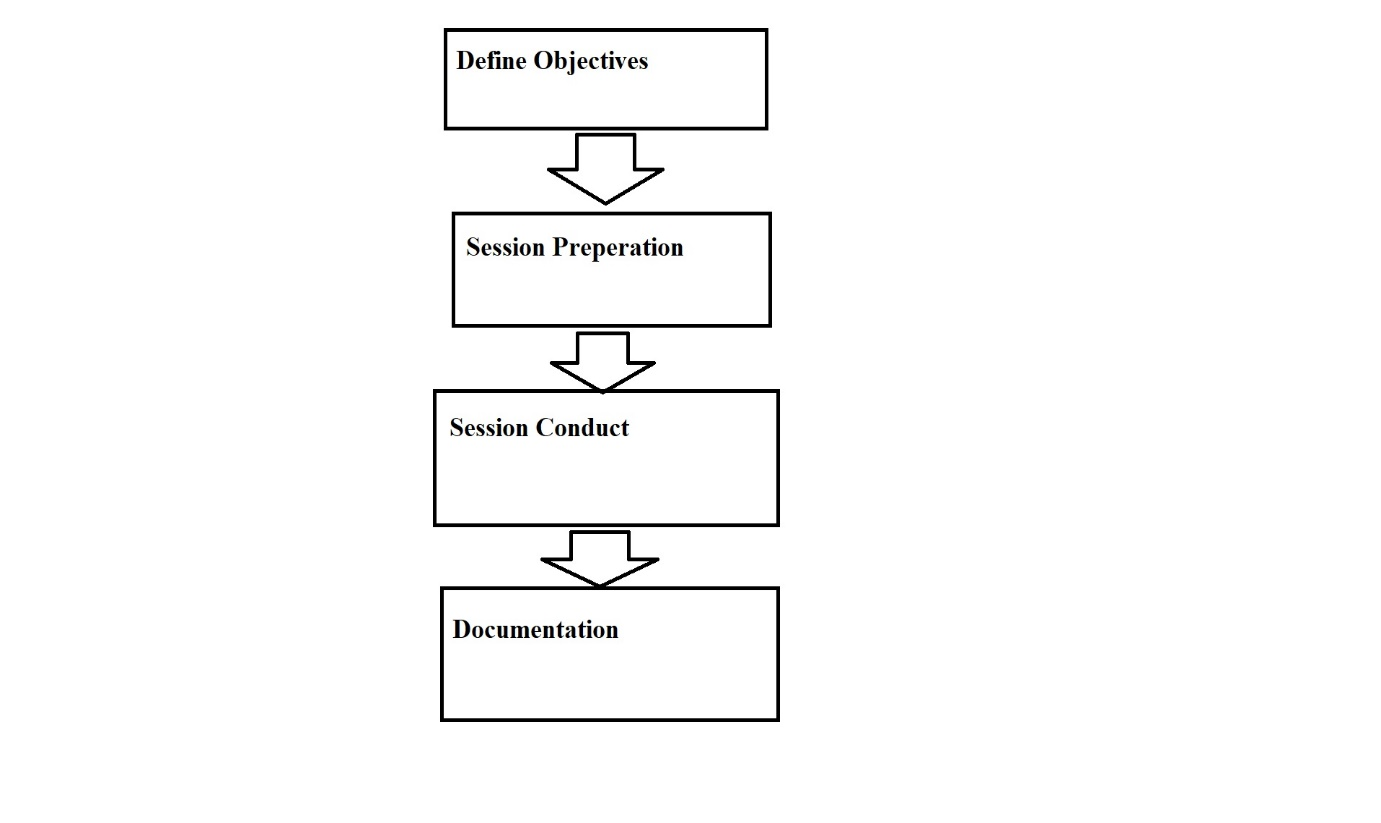 Define Objectives
Session Preperation
Session Conduct
Documentation